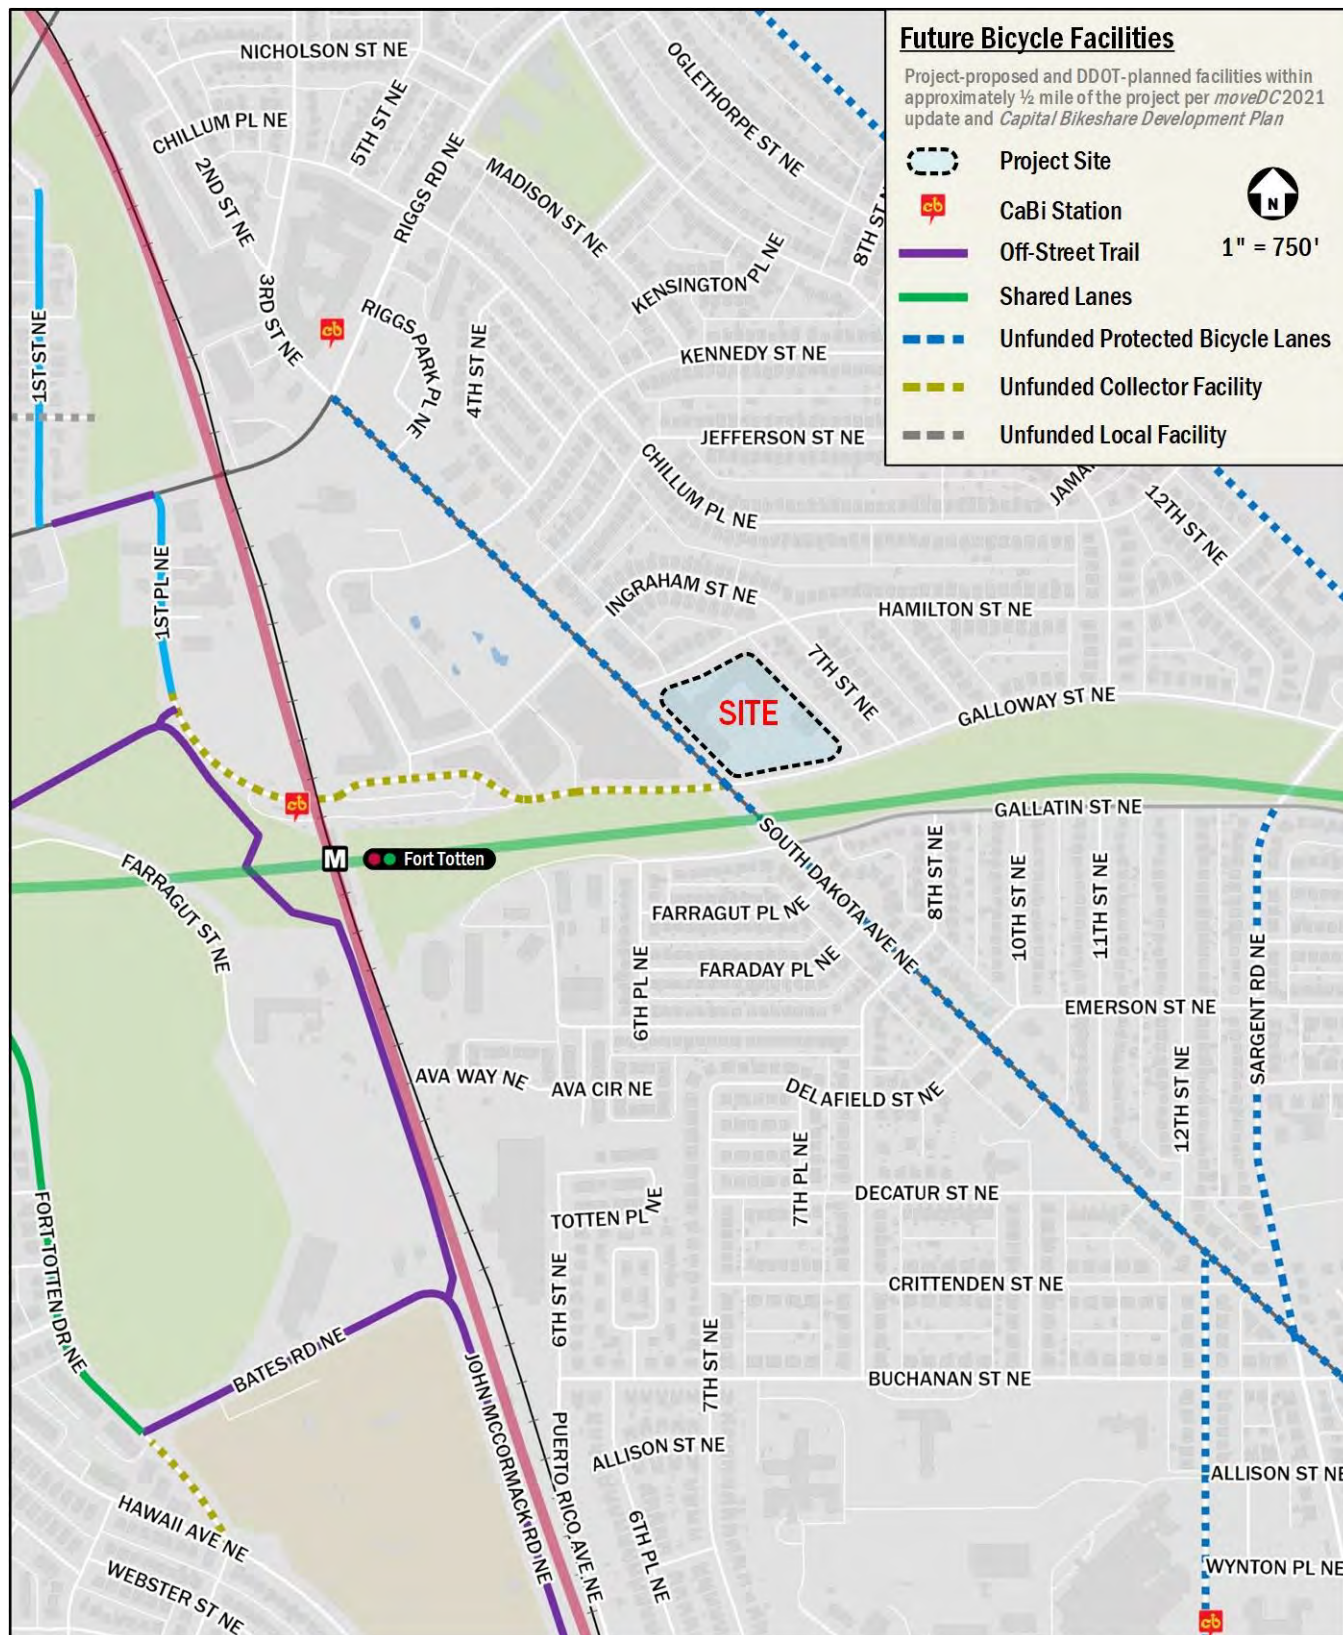 Future Bicycle Facilities
Project-proposed and DDOT-planned facilities within
approximately ½ mile of the project per moveDC 2021
update and Capital Bikeshare Development Plan
Project Site
CaBi Station
N
Off-Street Trail
1" = 750'
Shared Lanes
Unfunded Protected Bicycle Lanes
Unfunded Collector Facility
Unfunded Local Facility
NICHOLSON ST NE
OGLETHORPE ST NE
5TH ST NE
CHILLUM PL NE
RIGGS RD NE
2ND ST NE
MADISON ST NE
8TH ST N
KENSINGTON PL NE
3RD ST NE
cb
RIGGS PARK PL NE
4TH ST NE
1ST ST NE
KENNEDY ST NE
JEFFERSON ST NE
CHILLUM PL NE
JAMA
12TH ST NE
1ST PL NE
INGRAHAM ST NE
HAMILTON ST NE
7TH ST NE
SITE
GALLOWAY ST NE
cb
GALLATIN ST NE
M
Fort Totten
SOUTH DAKOTA AVE NE
FARRAGUT ST NE
FARRAGUT PL NE
8TH ST NE
10TH ST NE
11TH ST NE
FARADAY PL NE
6TH PL NE
EMERSON ST NE
SARGENT RD NE
AVA WAY NE
AVA CIR NE
DELAFIELD ST NE
12TH ST NE
7TH PL NE
DECATUR ST NE
TOTTEN PL NE
FORT TOTTEN DR NE
6TH ST NE
CRITTENDEN ST NE
BATES RD NE
7TH ST NE
BUCHANAN ST NE
JOHN MCCORMACK RD NE
PUERTO RICO AVE NE
ALLISON ST NE
ALLISON ST NE
HAWAII AVE NE
6TH PL NE
WYNTON PL NE
WEBSTER ST NE
cb